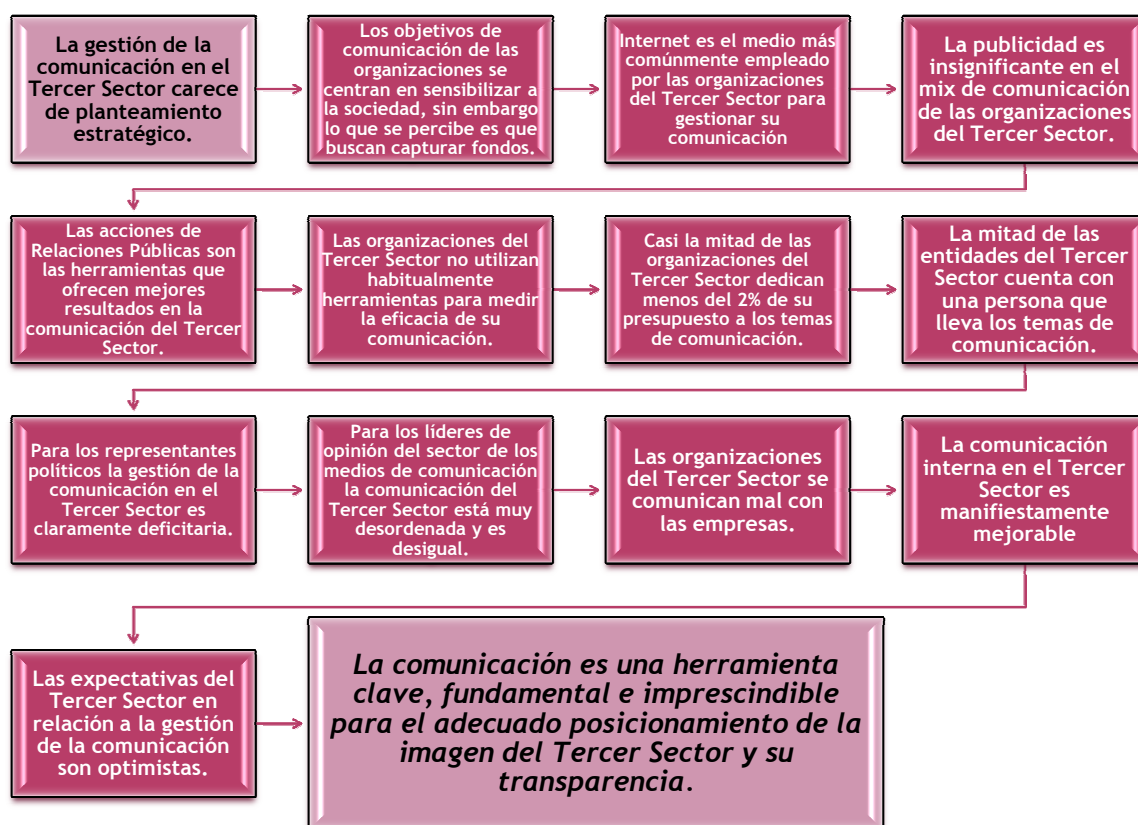 La gestión de la
comunicación en el
Tercer Sector carece
de planteamiento
estratégico.
Los objetivos de
comunicación de las
organizaciones se
centran en sensibilizar a
la sociedad, sin embargo
lo que se percibe es que
buscan capturar fondos.
Internet es el medio más
comúnmente empleado
por las organizaciones
del Tercer Sector para
gestionar su
comunicación
La publicidad es
insignificante en el
mix de comunicación
de las organizaciones
del Tercer Sector.
Las acciones de
Relaciones Públicas son
las herramientas que
ofrecen mejores
resultados en la
comunicación del Tercer
Sector.
Las organizaciones del
Tercer Sector no utilizan
habitualmente
herramientas para medir
la eficacia de su
comunicación.
Casi la mitad de las
organizaciones del
Tercer Sector dedican
menos del 2% de su
presupuesto a los temas
de comunicación.
La mitad de las
entidades del Tercer
Sector cuenta con
una persona que
lleva los temas de
comunicación.
Para los representantes
políticos la gestión de la
comunicación en el
Tercer Sector es
claramente deficitaria.
Para los líderes de
opinión del sector de los
medios de comunicación
la comunicación del
Tercer Sector está muy
desordenada y es
desigual.
Las organizaciones
del Tercer Sector se
comunican mal con
las empresas.
La comunicación
interna en el Tercer
Sector es
manifiestamente
mejorable
Las expectativas del
Tercer Sector en
relación a la gestión
de la comunicación
son optimistas.
La comunicación es una herramienta
clave, fundamental e imprescindible
para el adecuado posicionamiento de la
imagen del Tercer Sector y su
transparencia.